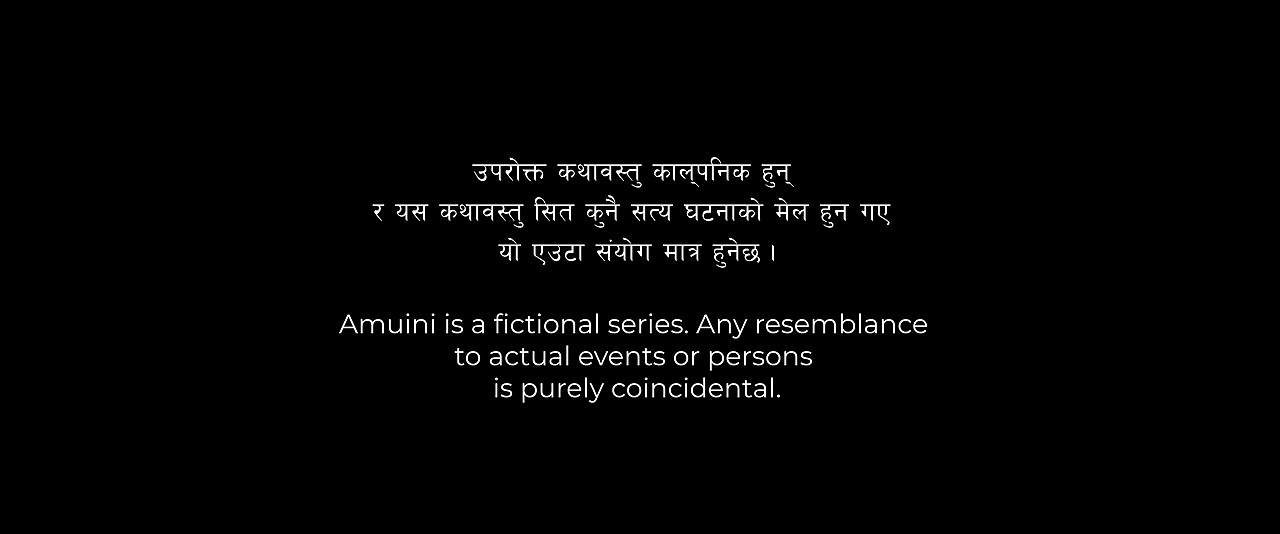 उपरोक्त कथावस्तु काल्पनिक हुन्
र यस कथावस्तु सित कुनै सत्य घटनाको मेल हुन गए
यो एउटा संयोग मात्र हुनेछ ।
Amuini is a fictional series. Any resemblance
to actual events or persons
is purely coincidental.